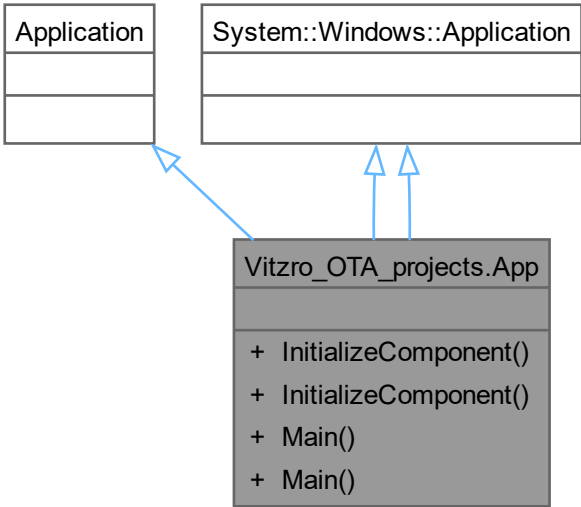 Application
System::Windows::Application
Vitzro_OTA_projects.App
+ InitializeComponent()
+ InitializeComponent()
+ Main()
+ Main()